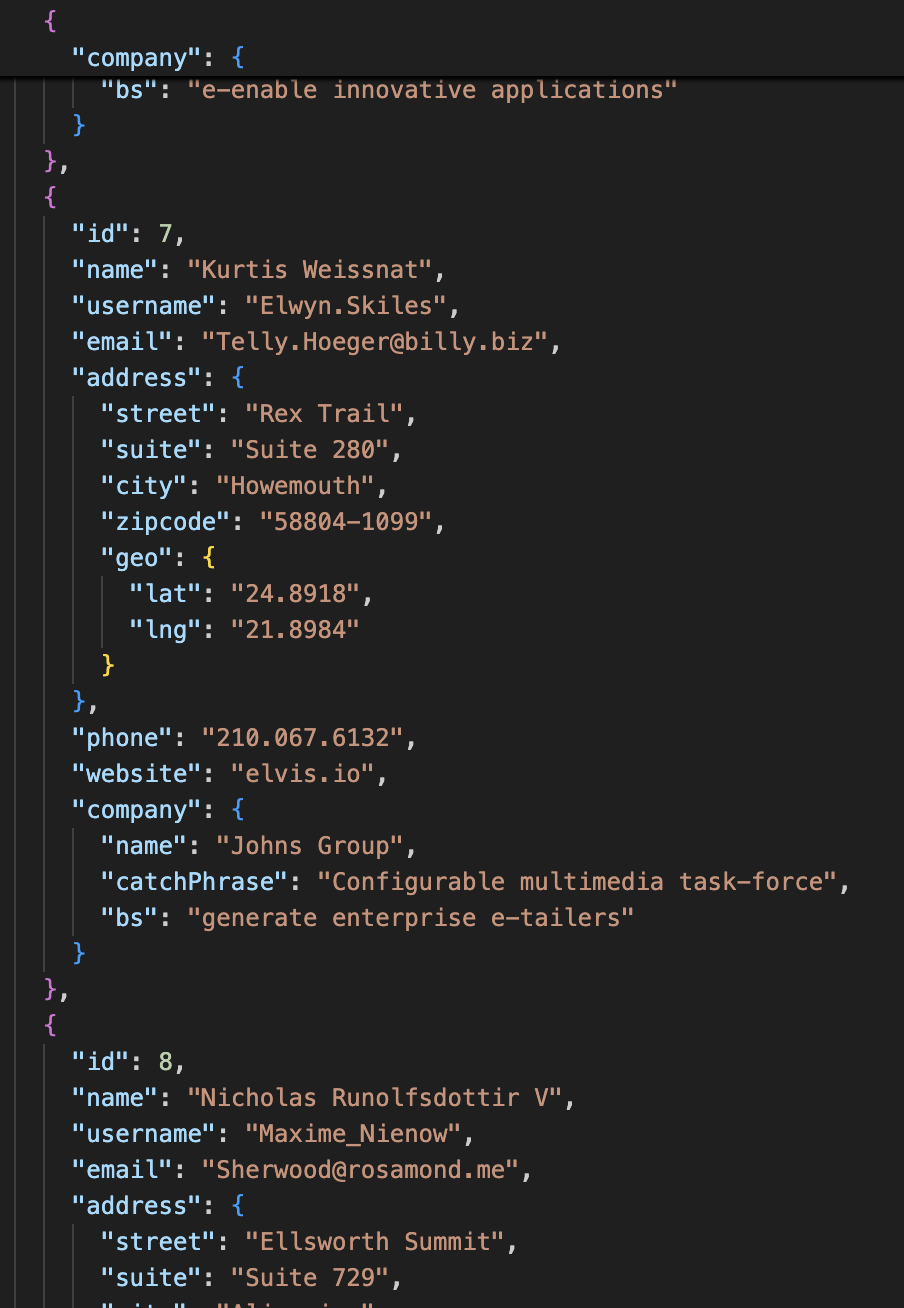 {
"company": {
"bs": "e-enable innovative applications"
}
},
{
"id": 7,
"name": "Kurtis Weissnat",
"username": "Elwyn.Skiles",
"email": "Telly.Hoeger@billy.biz",
"address": {
"street": "Rex Trail",
"suite": "Suite 280",
"city": "Howemouth",
"zipcode": "58804-1099",
"geo": {
"lat": "24.8918",
"lng": "21.8984"
}
},
"phone": "210.067.6132",
"website": "elvis.io",
"company": {
"name": "Johns Group",
"catchPhrase": "Configurable multimedia task-force",
"bs": "generate enterprise e-tailers"
}
},
{
"id": 8,
"name": "Nicholas Runolfsdottir V",
"username": "Maxime_Nienow",
"email": "Sherwood@rosamond.me",
"address": {
"street": "Ellsworth Summit",
"suite": "Suite 729",